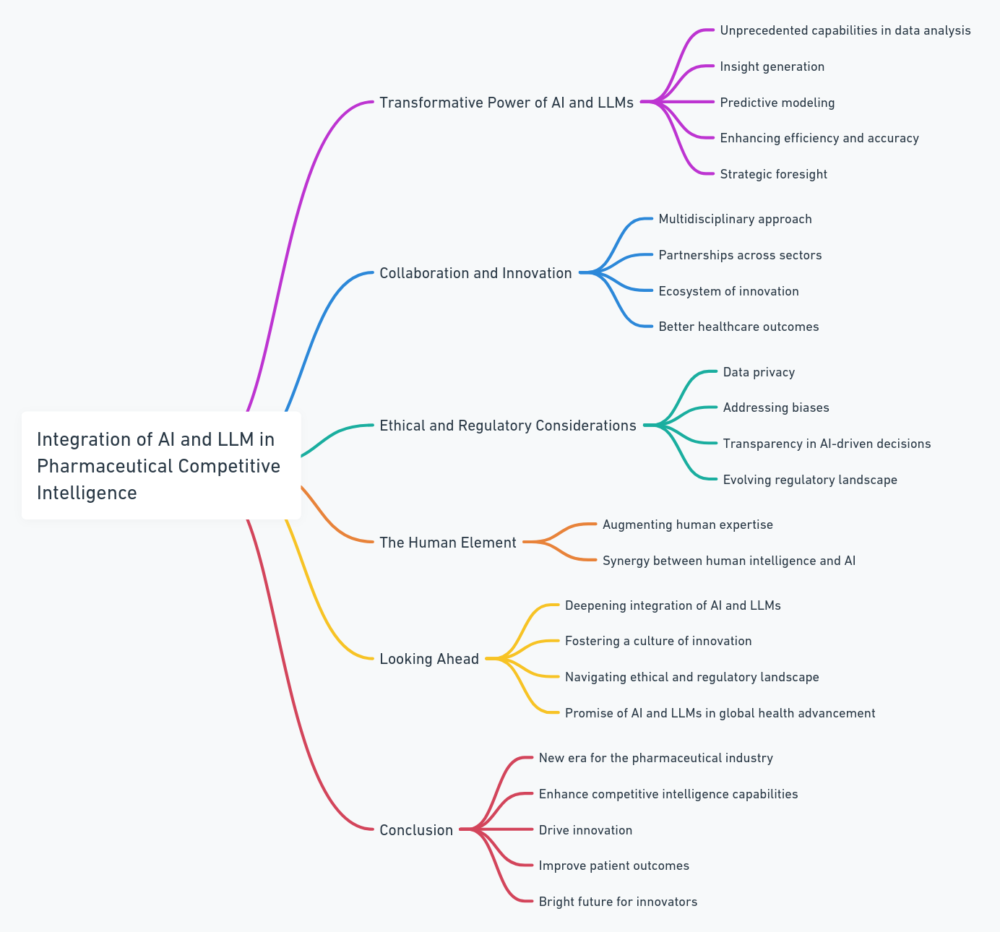 Integration of AI and LLM in
Pharmaceutical Competitive
Intelligence
Transformative Power of AI and LLMs
Unprecedented capabilities in data analysis
Insight generation
Predictive modeling
Enhancing efficiency and accuracy
Strategic foresight
Collaboration and Innovation
Multidisciplinary approach
Partnerships across sectors
Ecosystem of innovation
Better healthcare outcomes
Ethical and Regulatory Considerations
Data privacy
Addressing biases
Transparency in AI-driven decisions
Evolving regulatory landscape
The Human Element
Augmenting human expertise
Synergy between human intelligence and AI
Looking Ahead
Deepening integration of AI and LLMs
Fostering a culture of innovation
Navigating ethical and regulatory landscape
Promise of AI and LLMs in global health advancement
Conclusion
New era for the pharmaceutical industry
Enhance competitive intelligence capabilities
Drive innovation
Improve patient outcomes
Bright future for innovators